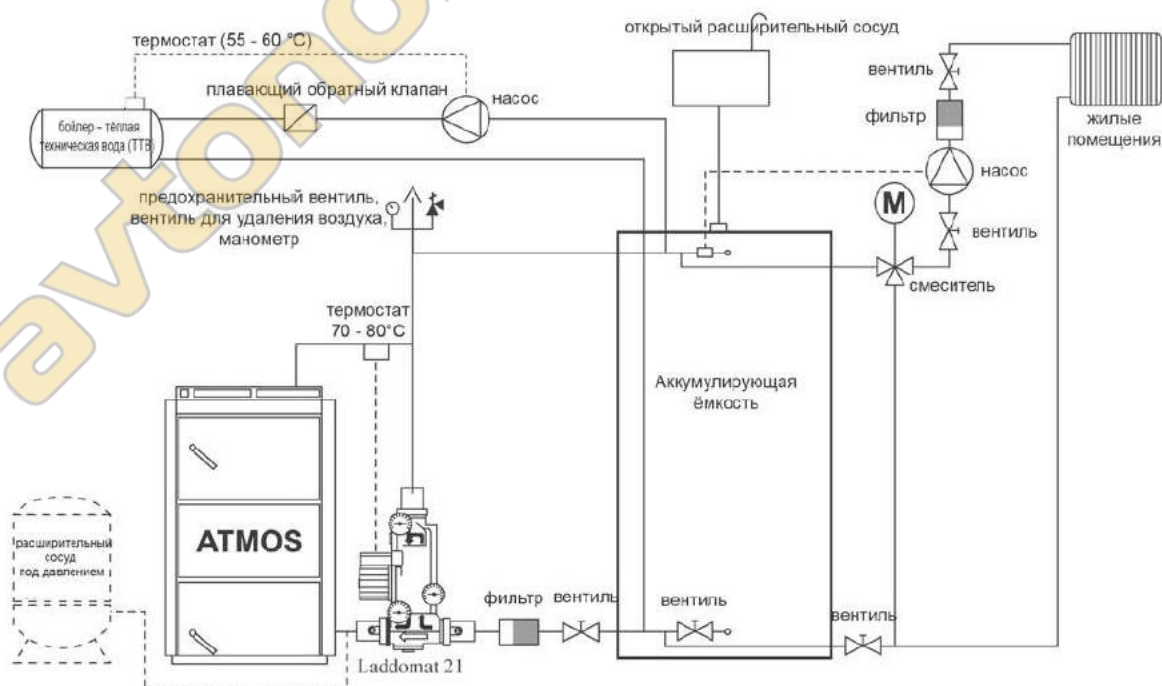 открытый расширительный сосуд
термостат (55 - 60 °C)
плавающий обратный клапан
насос
бойлер – тёплая
техническая вода (ТТВ)
вентиль
фильтр
жилые
помещения
насос
M
вентиль
смеситель
предохранительный вентиль,
вентиль для удаления воздуха,
манометр
термостат
70 - 80°C
Аккумулирующая
ёмкость
ATMOS
расширительный
сосуд
под давлением
фильтр
вентиль
вентиль
вентиль
Laddomat 21
avtono